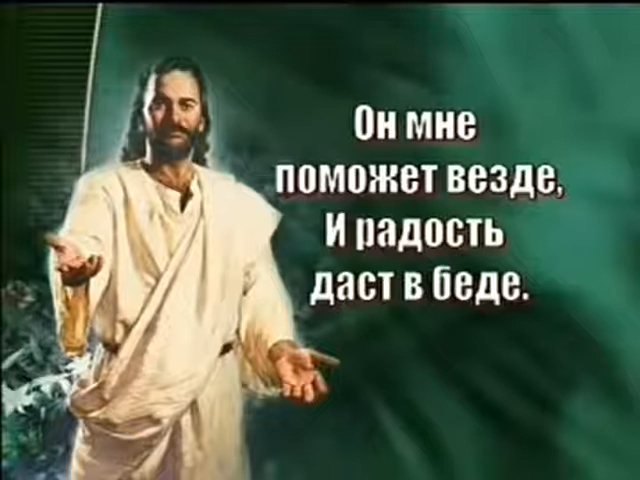 Он мне
поможет везде,
И радость
даст в беде.